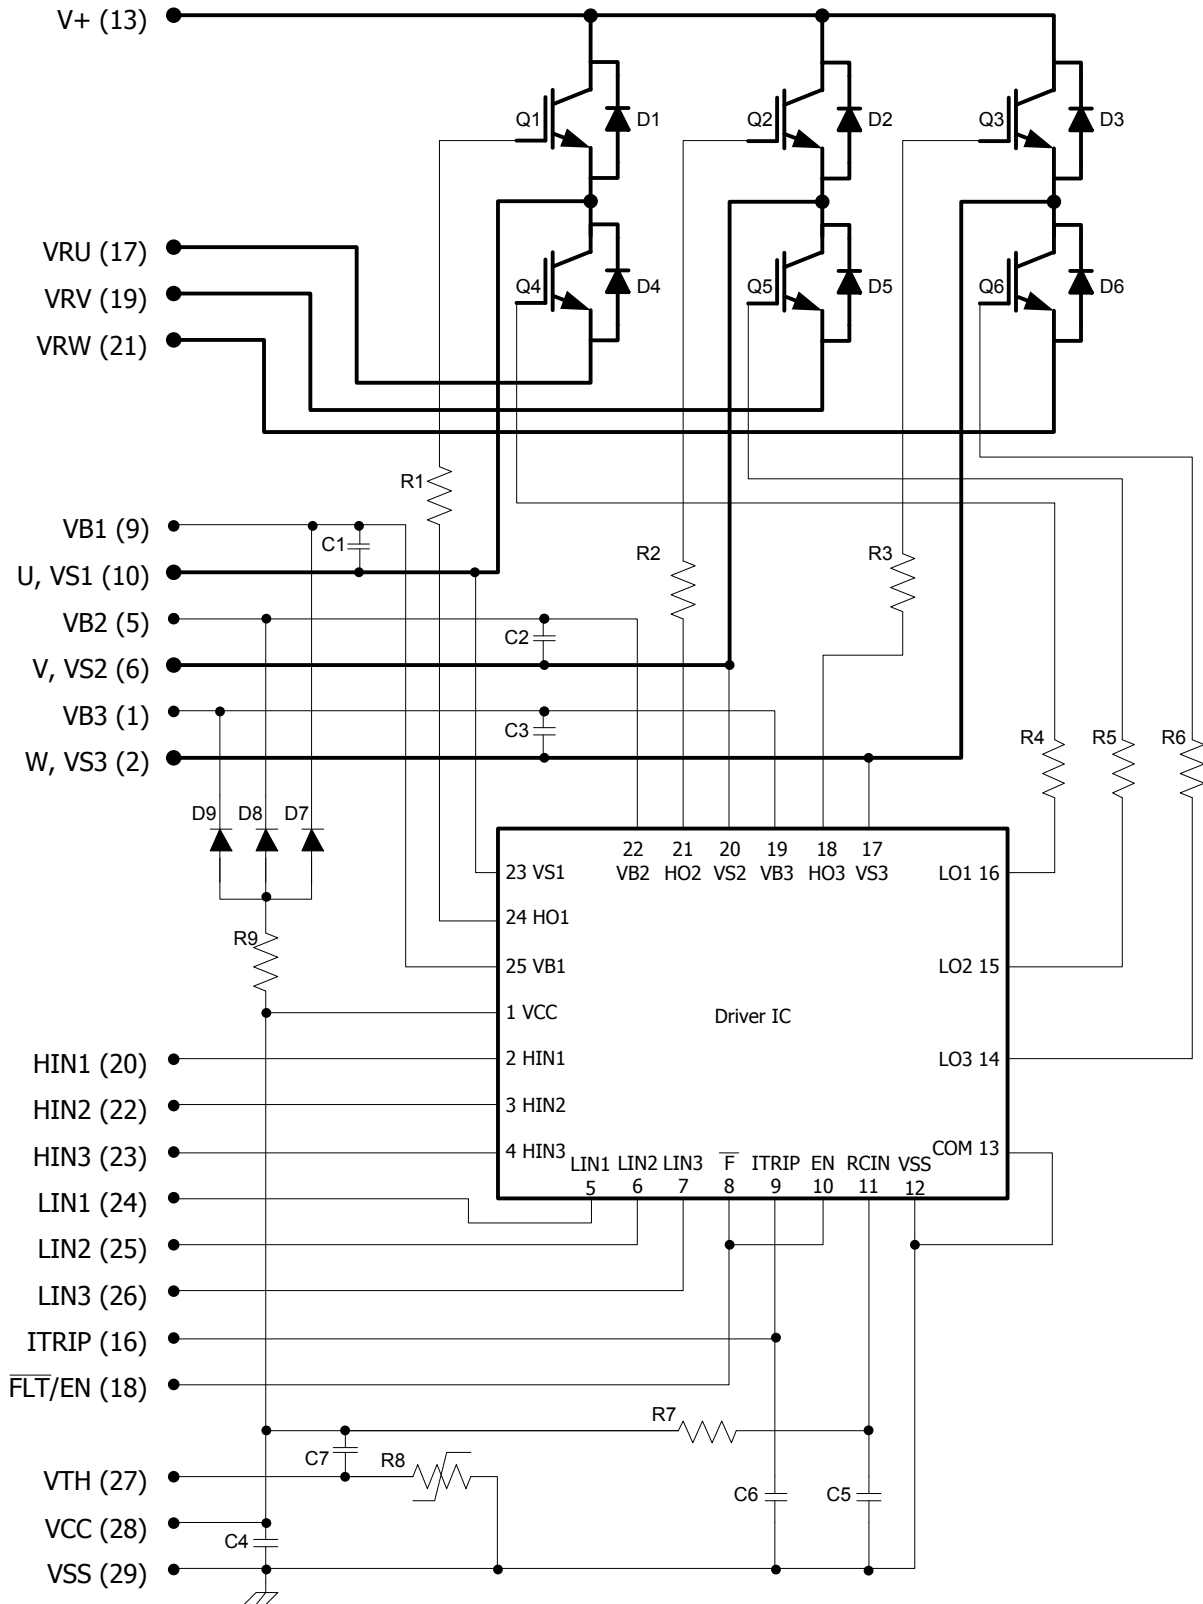 V+ (13)
Q1
D1
Q2
D2
Q3
D3
VRU (17)
VRV (19)
VRW (21)
Q4
D4
Q5
D5
Q6
D6
R1
VB1 (9)
C1
U, VS1 (10)
R2
R3
VB2 (5)
C2
V, VS2 (6)
VB3 (1)
C3
W, VS3 (2)
R4
R5
R6
D9
D8
D7
22
21
20
19
18
17
VB2
HO2
VS2
VB3
HO3
VS3
23 VS1
LO1 16
24 HO1
R9
25 VB1
LO2 15
1 VCC
Driver IC
HIN1 (20)
2 HIN1
LO3 14
HIN2 (22)
3 HIN2
HIN3 (23)
4 HIN3
COM 13
LIN1
LIN2
LIN3
F
ITRIP
EN
RCIN
VSS
5
6
7
8
9
10
11
12
LIN1 (24)
LIN2 (25)
LIN3 (26)
ITRIP (16)
FLT/EN (18)
R7
C7
R8
VTH (27)
C6
C5
VCC (28)
C4
VSS (29)